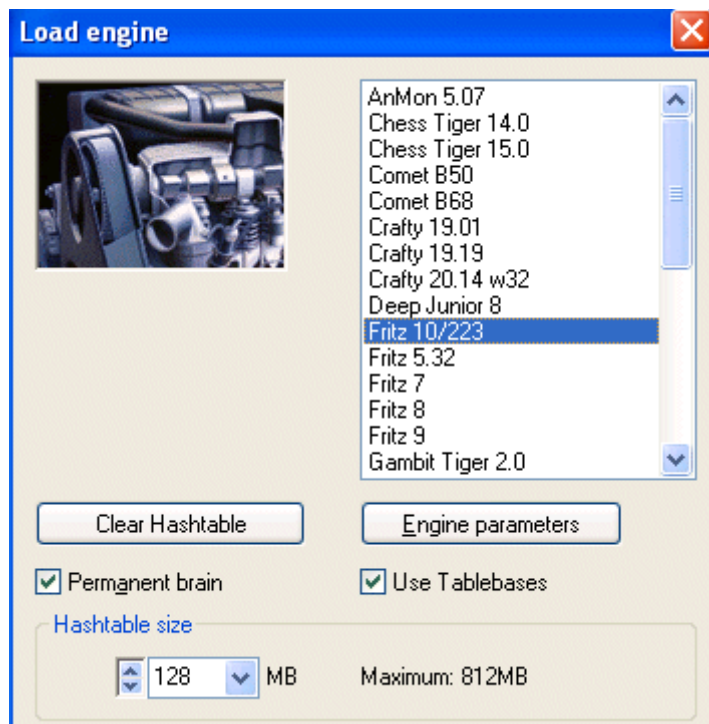 Load engine
AnMon 5.07
Chess Tiger 14.0
Chess Tiger 15.0
Comet B50
Comet B68
Crafty 19.01
Crafty 19.19
Crafty 20.14 w32
Deep Junior 8
Fritz 10/223
Fritz 5.32
Fritz 7
Fritz 8
Fritz 9
Gambit Tiger 2.0
Clear Hashtable
Engine parameters
Permanent brain
Use Tablebases
Hashtable size
128 MB Maximum: 812MB